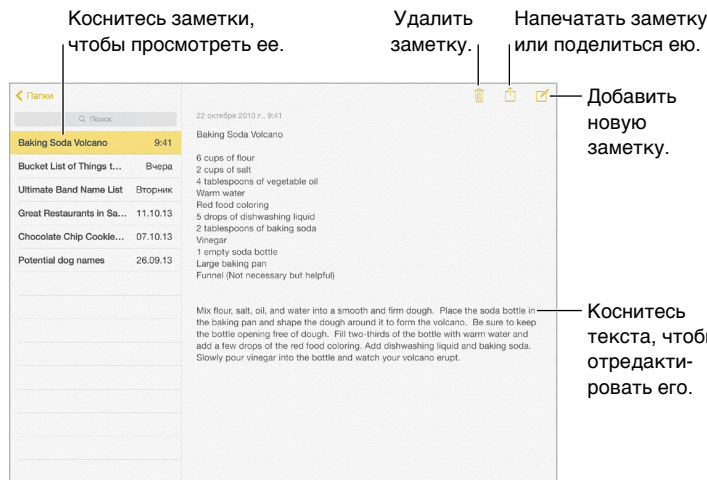 Коснитесь заметки,
чтобы просмотреть ее.
Удалить
заметку.
Напечатать заметку
или поделиться ею.
Добавить
новую
заметку.
Папки
Поиск
Baking Soda Volcano 9:41
Bucket List of Things t... Вчера
Ultimate Band Name List Вторник
Great Restaurants in Sa... 11.10.13
Chocolate Chip Cookie... 07.10.13
Potential dog names 26.09.13
22 октября 2013 г., 9:41
Baking Soda Volcano
6 cups of flour
2 cups of salt
4 tablespoons of vegetable oil
Warm water
Red food coloring
5 drops of dishwashing liquid
2 tablespoons of baking soda
Vinegar
1 empty soda bottle
Large baking pan
Funnel (Not necessary but helpful)
Mix flour, salt, oil, and water into a smooth and firm dough. Place the soda bottle in
the baking pan and shape the dough around it to form the volcano. Be sure to keep
the bottle opening free of dough. Fill two-thirds of the bottle with warm water and
add a few drops of the red food coloring. Add dishwashing liquid and baking soda.
Slowly pour vinegar into the bottle and watch your volcano erupt.
Коснитесь
текста, чтоб
отредакти-
ровать его.